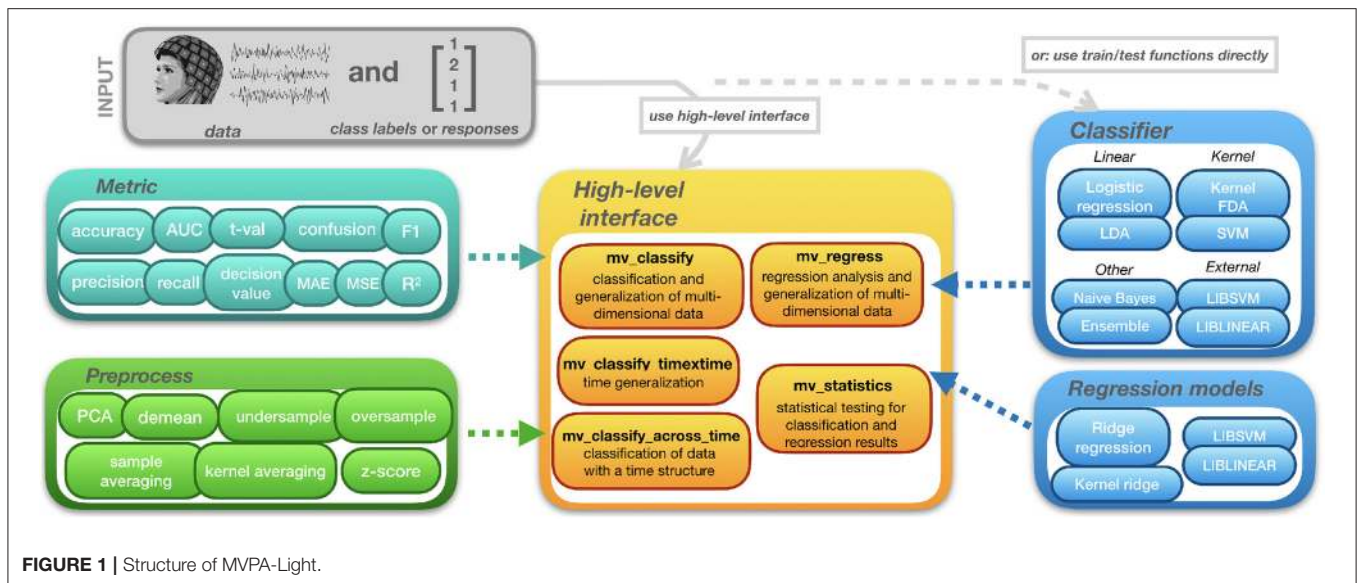 INPUT
data
and
1
2
1
1
class labels or responses
or: use train/test functions directly
use high-level interface
Metric
accuracy
AUC
t-val
confusion
F1
precision
recall
decision
value
MAE
MSE
R²
Preprocess
PCA
demean
undersample
oversample
sample
averaging
kernel averaging
z-score
High-level
interface
mv_classify
classification and
generalization of multi-
dimensional data
mv_regress
regression analysis and
generalization of multi-
dimensional data
mv_classify_timextime
time generalization
mv_statistics
statistical testing for
classification and
regression results
mv_classify_across_time
classification of data
with a time structure
Classifier
Linear
Logistic
regression
LDA
Kernel
Kernel
FDA
SVM
Other
Naive Bayes
Ensemble
External
LIBSVM
LIBLINEAR
Regression models
Ridge
regression
Kernel ridge
LIBSVM
LIBLINEAR
FIGURE 1 | Structure of MVPA-Light.